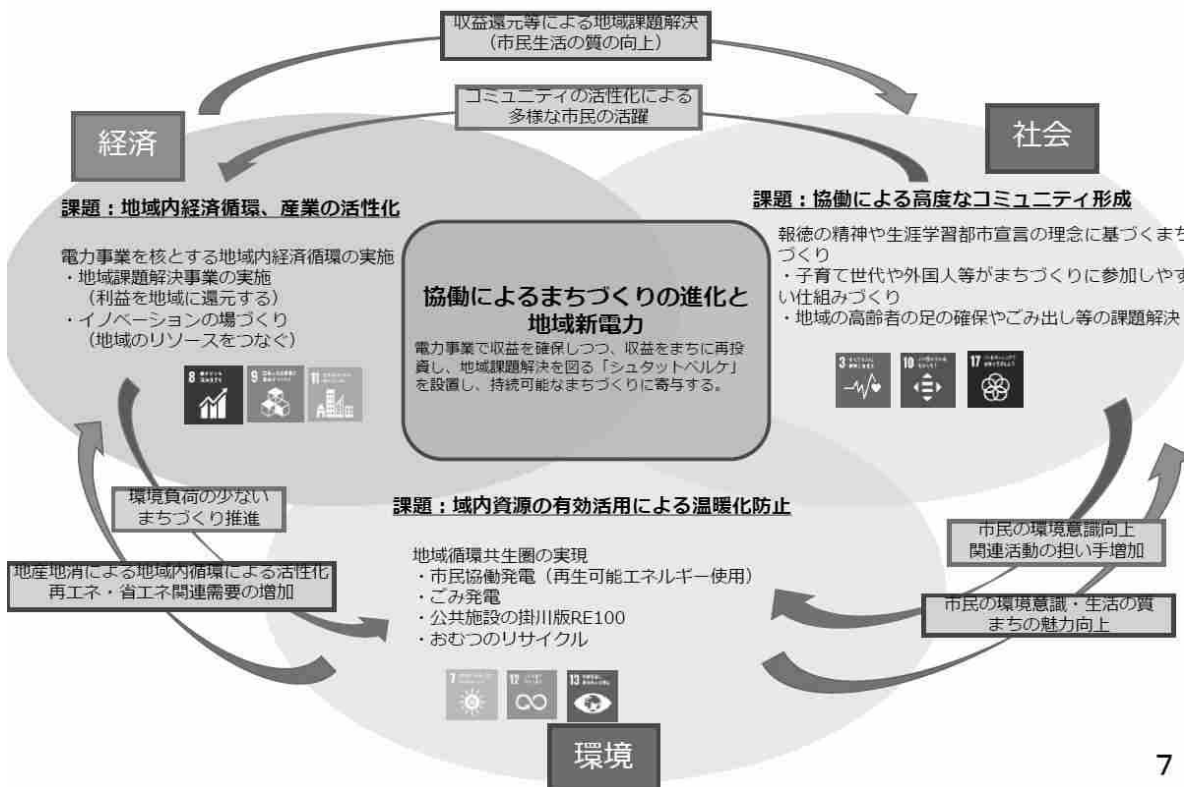 収益還元等による地域課題解決
（市民生活の質の向上）
コミュニティの活性化による
多様な市民の活躍
経済
社会
課題：地域内経済循環、産業の活性化
電力事業を核とする地域内経済循環の実施
・地域課題解決事業の実施
（利益を地域に還元する）
・イノベーションの場づくり
（地域のリソースをつなぐ）
8
9
11
課題：協働による高度なコミュニティ形成
報徳の精神や生涯学習都市宣言の理念に基づくまち
づくり
・子育て世代や外国人等がまちづくりに参加しやす
い仕組みづくり
・地域の高齢者の足の確保やごみ出し等の課題解決
3
10
17
協働によるまちづくりの進化と
地域新電力
電力事業で収益を確保しつつ、収益をまちに再投
資し、地域課題解決を図る「シュタットベルケ」
を設置し、持続可能なまちづくりに寄与する。
環境負荷の少ない
まちづくり推進
地産地消による地域内循環による活性化
再エネ・省エネ関連需要の増加
課題：域内資源の有効活用による温暖化防止
地域循環共生圏の実現
・市民協働発電（再生可能エネルギー使用）
・ごみ発電
・公共施設の掛川版RE100
・おむつのリサイクル
7
12
13
市民の環境意識向上
関連活動の担い手増加
市民の環境意識・生活の質
まちの魅力向上
環境
7